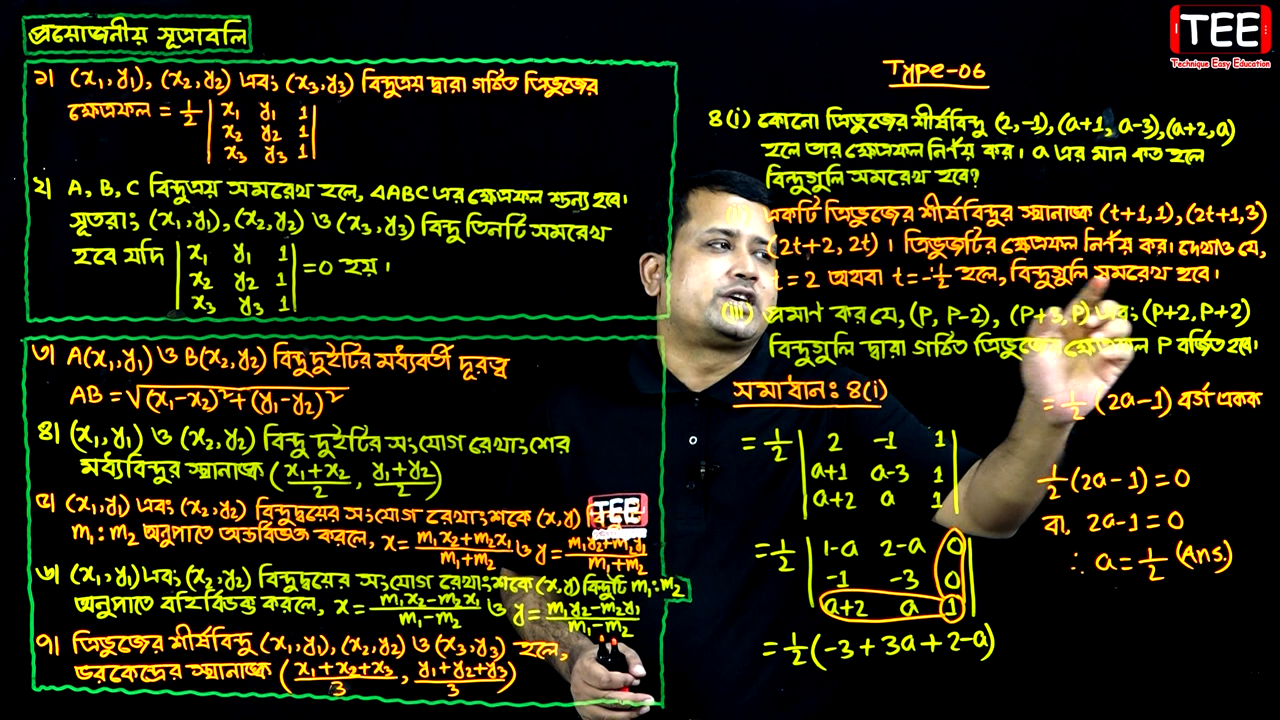 প্রয়োজনীয় সূত্রাবলি
১। (x₁, y₁), (x₂, y₂) এবং (x₃, y₃) বিন্দুত্রয় দ্বারা গঠিত ত্রিভুজের
ক্ষেত্রফল = 1/2 | x₁ y₁ 1 |
x₂ y₂ 1
x₃ y₃ 1
২। A, B, C বিন্দুত্রয় সমরেখ হলে, ΔABC এর ক্ষেত্রফল শূন্য হবে।
সুতরাং (x₁, y₁), (x₂, y₂) ও (x₃, y₃) বিন্দু তিনটি সমরেখ
হবে যদি | x₁ y₁ 1 |
x₂ y₂ 1 = 0 হয়।
x₃ y₃ 1
৩। A(x₁, y₁) ও B(x₂, y₂) বিন্দু দুইটির মধ্যবর্তী দূরত্ব
AB = √(x₁-x₂)²+(y₁-y₂)²
৪। (x₁, y₁) ও (x₂, y₂) বিন্দু দুইটির সংযোগ রেখাংশের
মধ্যবিন্দুর স্থানাঙ্ক (x₁+x₂/2, y₁+y₂/2)
৫। (x₁, y₁) এবং (x₂, y₂) বিন্দুদ্বয়ের সংযোগ রেখাংশকে (x, y)
m₁ : m₂ অনুপাতে অন্তর্বিভক্ত করলে, x = m₁x₂+m₂x₁/m₁+m₂ ও y = m₁y₂+m₂y₁/m₁+m₂
৬। (x₁, y₁) এবং (x₂, y₂) বিন্দুদ্বয়ের সংযোগ রেখাংশকে (x, y) বিন্দুটি m₁ : m₂
অনুপাতে বহির্বিভক্ত করলে, x = m₁x₂-m₂x₁/m₁-m₂ ও y = m₁y₂-m₂y₁/m₁-m₂
৭। ত্রিভুজের শীর্ষবিন্দু (x₁, y₁), (x₂, y₂) ও (x₃, y₃) হলে,
ভরকেন্দ্রের স্থানাঙ্ক (x₁+x₂+x₃/3, y₁+y₂+y₃/3)
TEE
Technique Easy Education
Type-06
৪(i) কোনো ত্রিভুজের শীর্ষবিন্দু (2, -1), (a+1, a-3), (a+2, a)
হলে তার ক্ষেত্রফল নির্ণয় কর। a এর মান কত হলে
বিন্দুগুলি সমরেখ হবে?
(ii) একটি ত্রিভুজের শীর্ষবিন্দুর স্থানাঙ্ক (t+1, 1), (2t+1, 3)
(2t+2, 2t)। ত্রিভুজটির ক্ষেত্রফল নির্ণয় কর। দেখাও যে,
t = 2 অথবা t = -1/2 হলে, বিন্দুগুলি সমরেখ হবে।
(iii) প্রমাণ কর যে, (P, P-2), (P+3, P) এবং (P+2, P+2)
বিন্দুগুলি দ্বারা গঠিত ত্রিভুজের ক্ষেত্রফল P বর্জিত হবে।
সমাধান: ৪(i)
= 1/2 | 2 -1 1 |
a+1 a-3 1
a+2 a 1
= 1/2 | 1-a 2-a 0 |
-1 -3 0
a+2 a 1
= 1/2 (-3 + 3a + 2 - a)
= 1/2 (2a-1) বর্গ একক
1/2 (2a-1) = 0
বা, 2a-1 = 0
∴ a = 1/2 (Ans.)
TEE